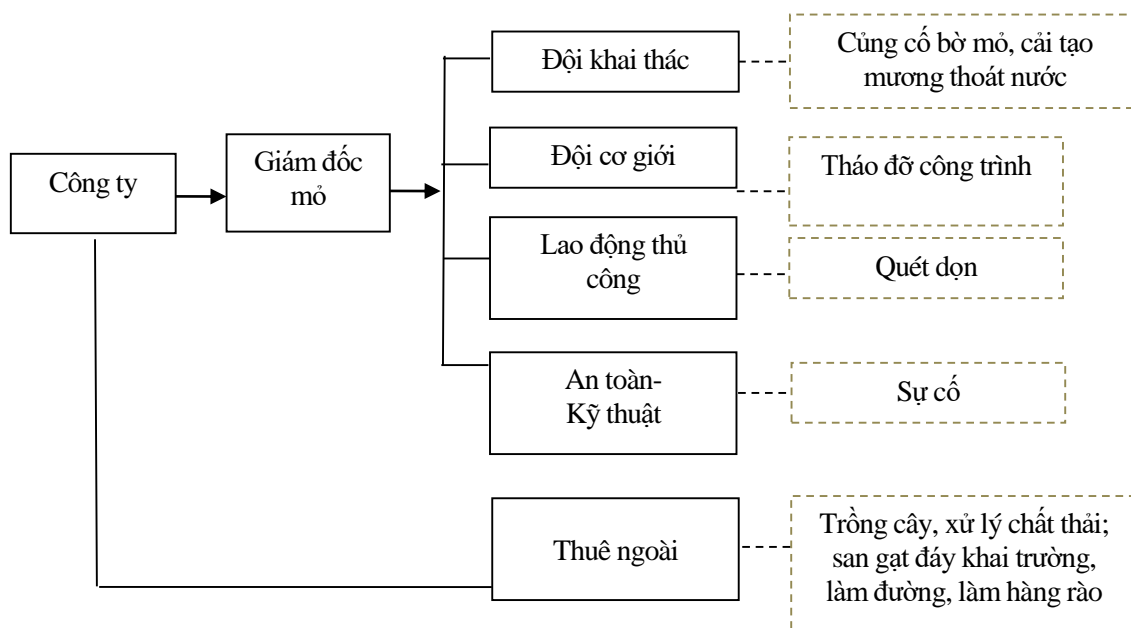 Đội khai thác
Củng cố bờ mỏ, cải tạo
mương thoát nước
Công ty
Giám đốc
mỏ
Đội cơ giới
Tháo đỡ công trình
Lao động thủ
công
Quét dọn
An toàn-
Kỹ thuật
Sự cố
Thuê ngoài
Trồng cây, xử lý chất thải;
san gạt đáy khai trường,
làm đường, làm hàng rào